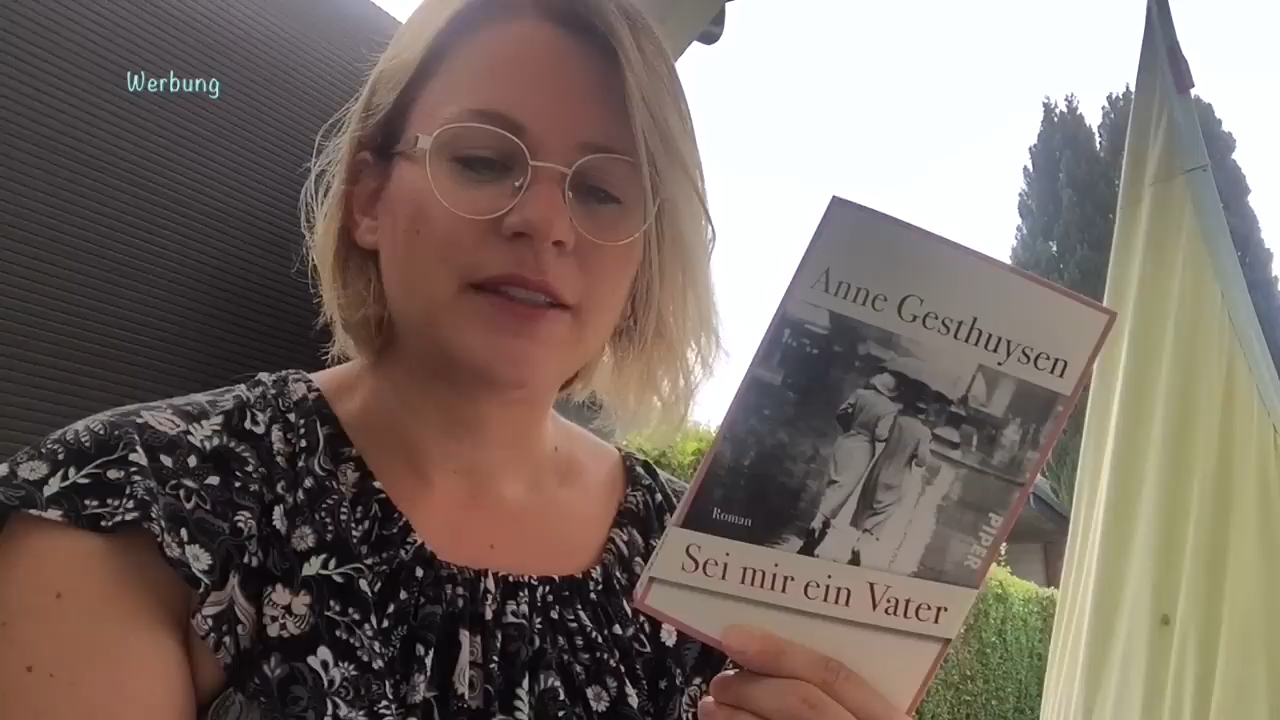 Werbung
Anne Gesthuysen
Roman
PIPER
Sei mir ein Vater